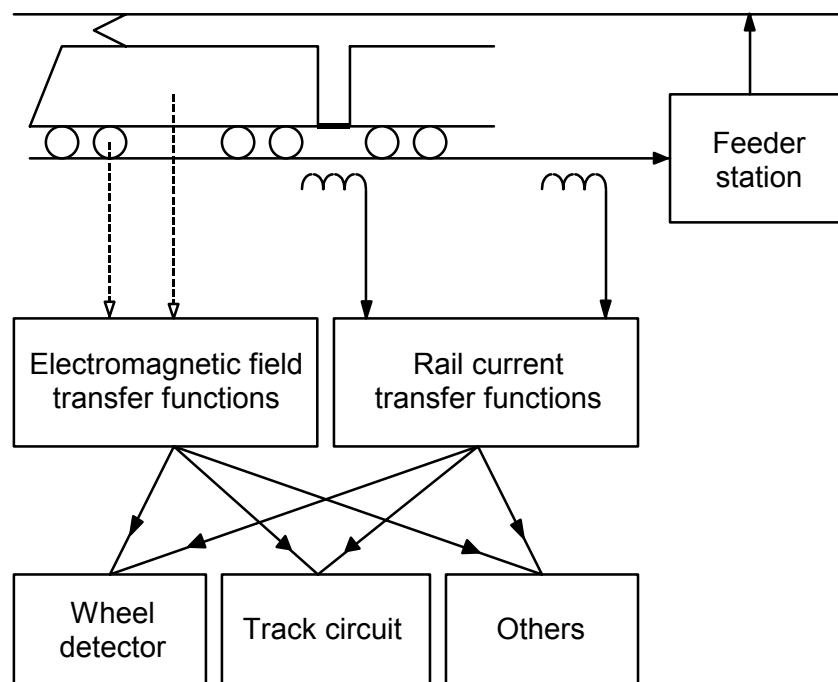 Feeder
station
Electromagnetic field
transfer functions
Rail current
transfer functions
Wheel
detector
Track circuit
Others